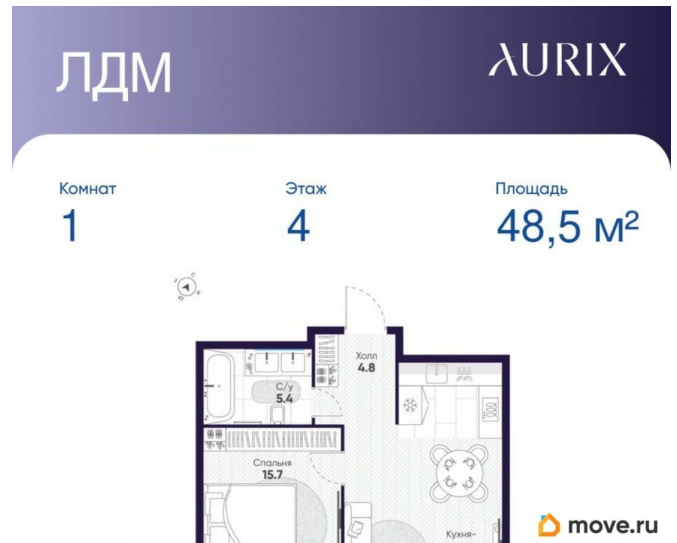 ЛДМ
AURIX
Комнат
Этаж
Площадь
1
4
48,5 м²
Холл
4.8
С/у
5.4
Спальня
15.7
Кухня-
move.ru